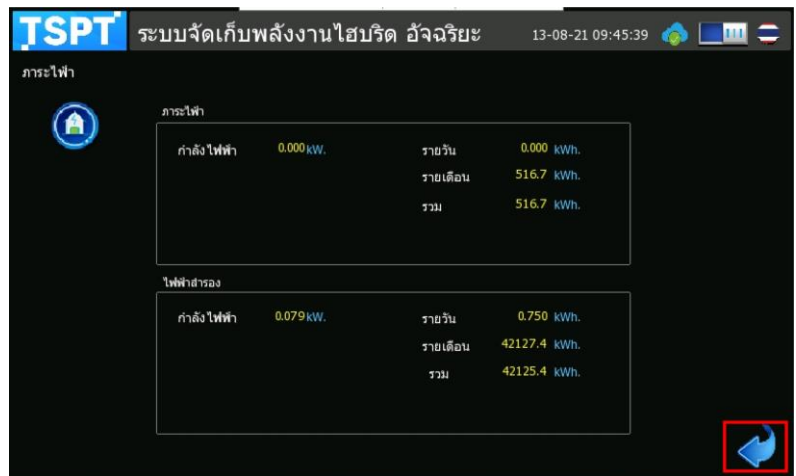 TSPT ระบบจัดเก็บพลังงานไฮบริด อัจฉริยะ 13-08-21 09:45:39
ภาระไฟ้า
ภาระไฟ้า
กำลังไฟฟ้า 0.000 kW. รายวัน 0.000 kWh.
รายเดือน 516.7 kWh.
รวม 516.7 kWh.
ไฟฟ้าสำรอง
กำลังไฟฟ้า 0.079 kW. รายวัน 0.750 kWh.
รายเดือน 42127.4 kWh.
รวม 42125.4 kWh.